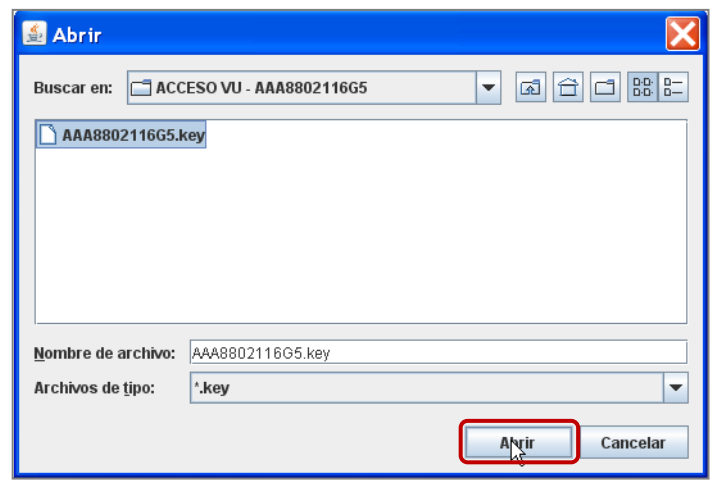 Abrir
Buscar en: ACCESO VU - AAA8802116G5
AAA8802116G5.key
Nombre de archivo: AAA8802116G5.key
Archivos de tipo: *.key
Abrir Cancelar